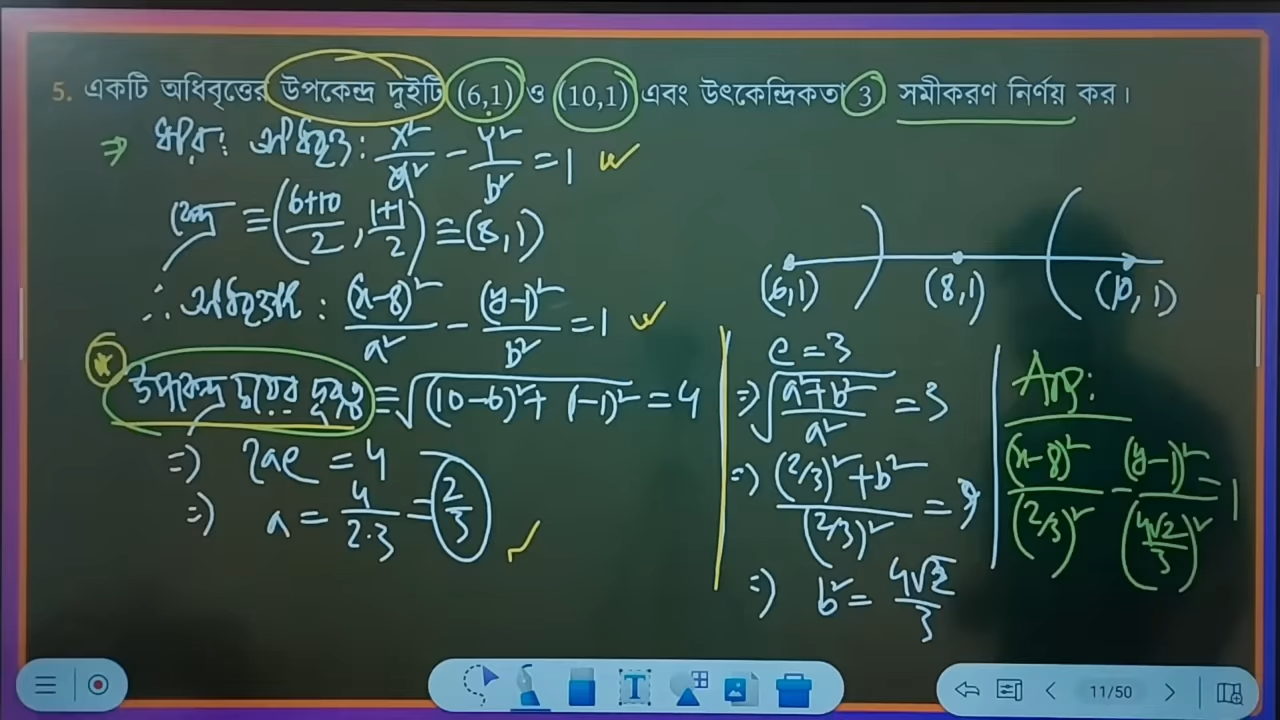 5. একটি অধিবৃত্তের উপকেন্দ্র দুইটি (6,1) ও (10,1) এবং উৎকেন্দ্রিকতা 3 সমীকরণ নির্ণয় কর।
⇒ ধরি: অধিবৃত্ত: x²/a² - y²/b² = 1
কেন্দ্র ≡ ((6+10)/2, (1+1)/2) ≡ (8,1)
∴ অধিবৃত্তটি : (x-8)²/a² - (y-1)²/b² = 1
উপকেন্দ্র দ্বয়ের দূরত্ব = √((10-6)² + (1-1)²) = 4
⇒ 2ae = 4
⇒ a = 4/(2·3) = 2/3
(6,1) (8,1) (10,1)
e = 3
⇒ √((a²+b²)/a²) = 3
⇒ ((2/3)²+b²)/(2/3)² = 9
⇒ b² = 4√2/3
Ans:
(x-8)²/(2/3)² - (y-1)²/(4√2/3)² = 1
11/50